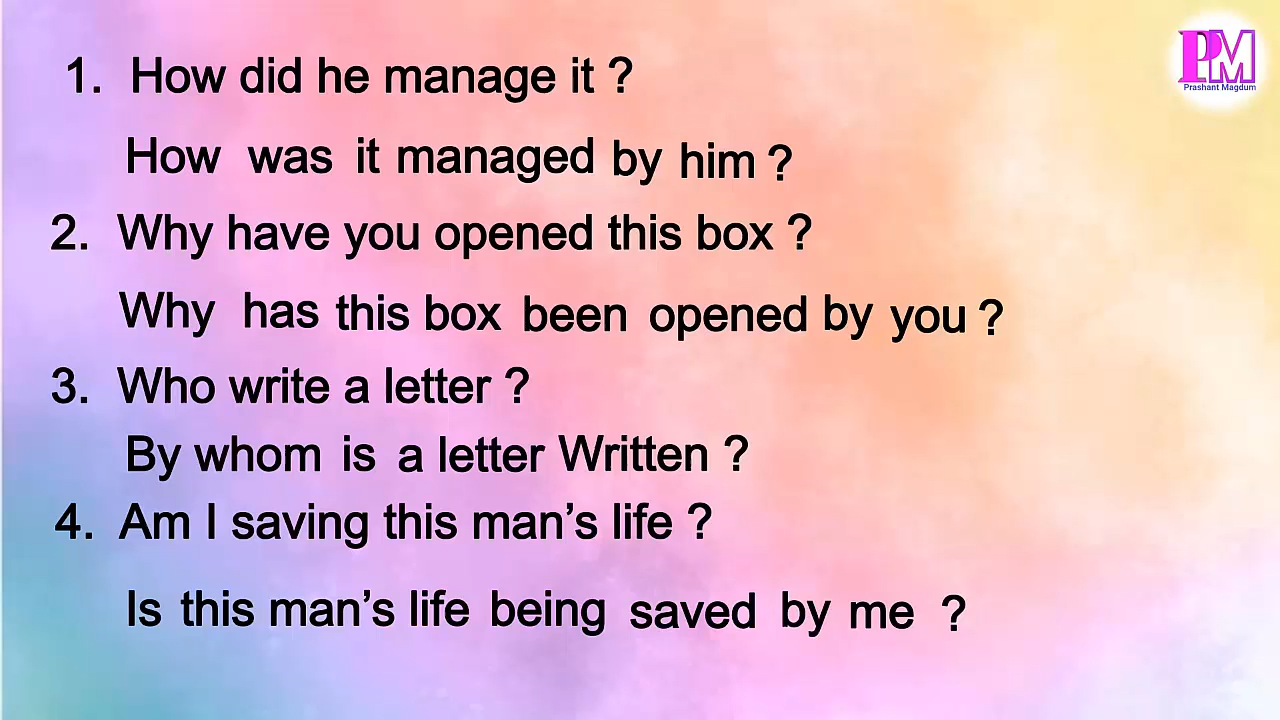 PM
Prashant Magdum
1. How did he manage it ?
How was it managed by him ?
2. Why have you opened this box ?
Why has this box been opened by you ?
3. Who write a letter ?
By whom is a letter Written ?
4. Am I saving this man’s life ?
Is this man’s life being saved by me ?